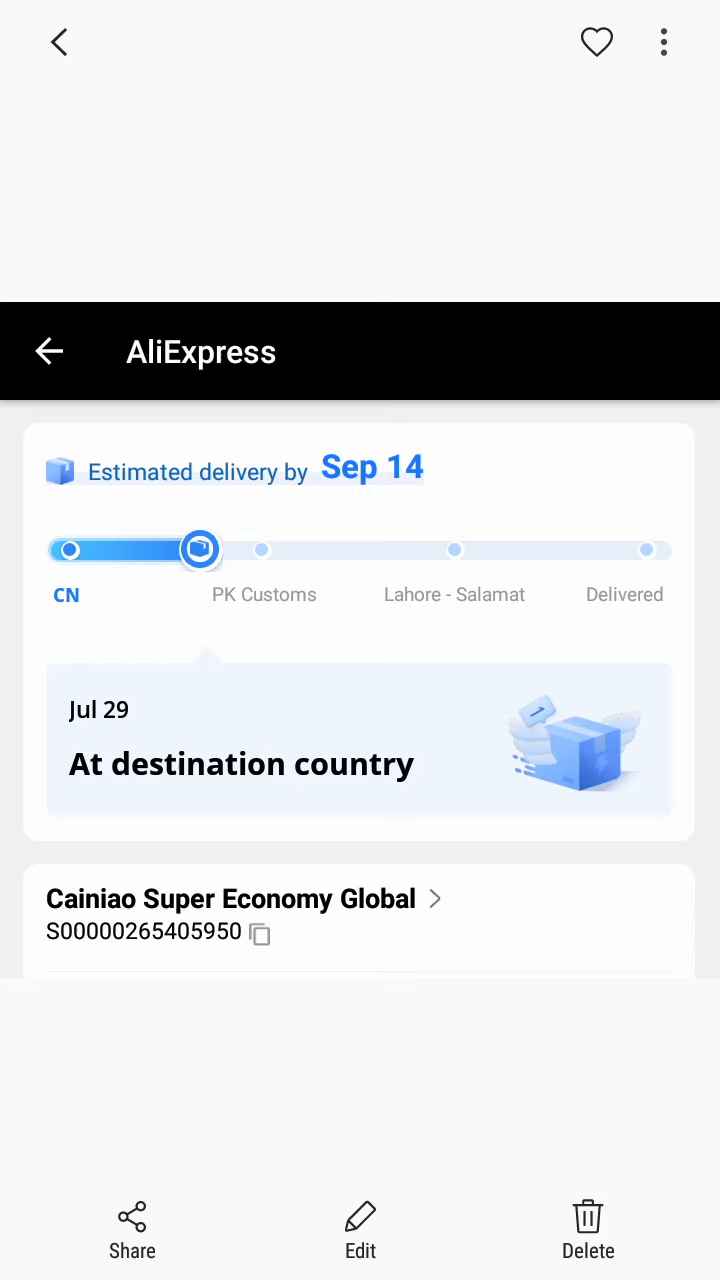 AliExpress
Estimated delivery by Sep 14
CN PK Customs Lahore - Salamat Delivered
Jul 29
At destination country
Cainiao Super Economy Global
S00000265405950
Share Edit Delete